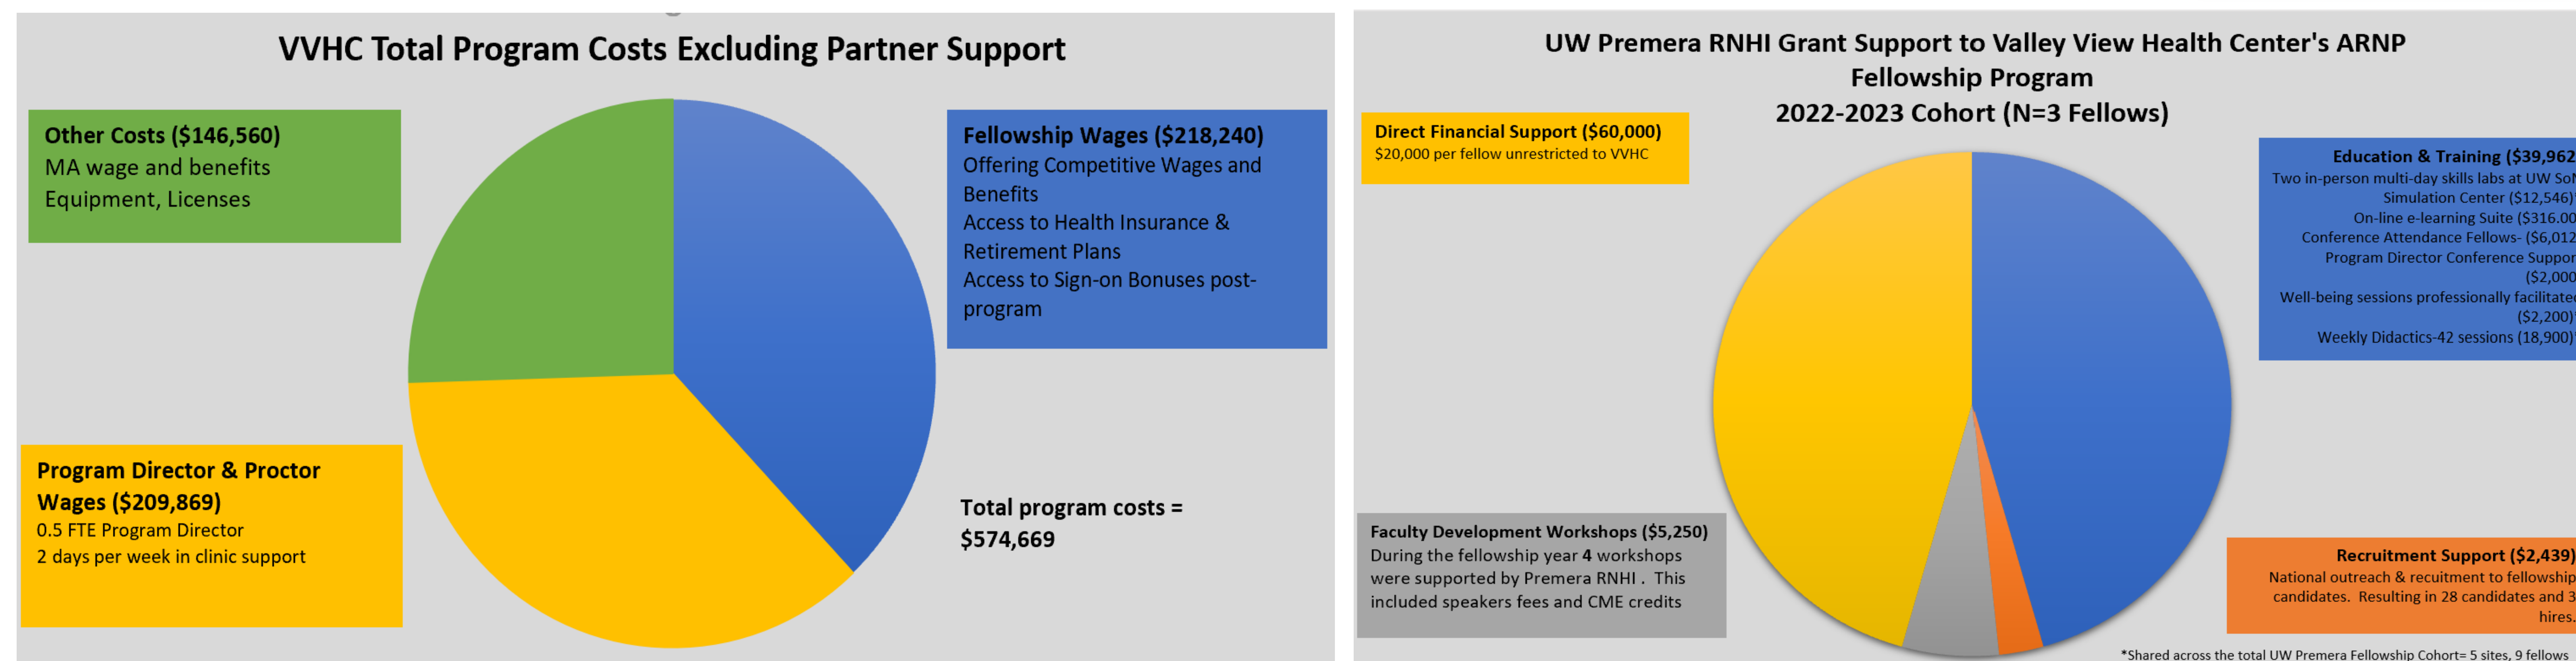 VVHC Total Program Costs Excluding Partner Support
Other Costs ($146,560)
MA wage and benefits
Equipment, Licenses
Fellowship Wages ($218,240)
Offering Competitive Wages and
Benefits
Access to Health Insurance &
Retirement Plans
Access to Sign-on Bonuses post-
program
Program Director & Proctor
Wages ($209,869)
0.5 FTE Program Director
2 days per week in clinic support
Total program costs =
$574,669
UW Premera RNHI Grant Support to Valley View Health Center's ARNP
Fellowship Program
2022-2023 Cohort (N=3 Fellows)
Direct Financial Support ($60,000)
$20,000 per fellow unrestricted to VVHC
Education & Training ($39,962
Two in-person multi-day skills labs at UW
Simulation Center ($12,546)
On-line e-learning Suite ($316.00
Conference Attendance Fellows- ($6,012
Program Director Conference
($2,000
Well-being sessions professionally
($2,200)
Weekly Didactics-42 sessions (18,900)
Faculty Development Workshops ($5,250)
During the fellowship year 4 workshops
were supported by Premera RNHI . This
included speakers fees and CME credits
Recruitment Support ($2,439)
National outreach & recuitment to fellowship
candidates. Resulting in 28 candidates and 3
hires.
*Shared across the total UW Premera Fellowship Cohort= 5 sites, 9 fellows